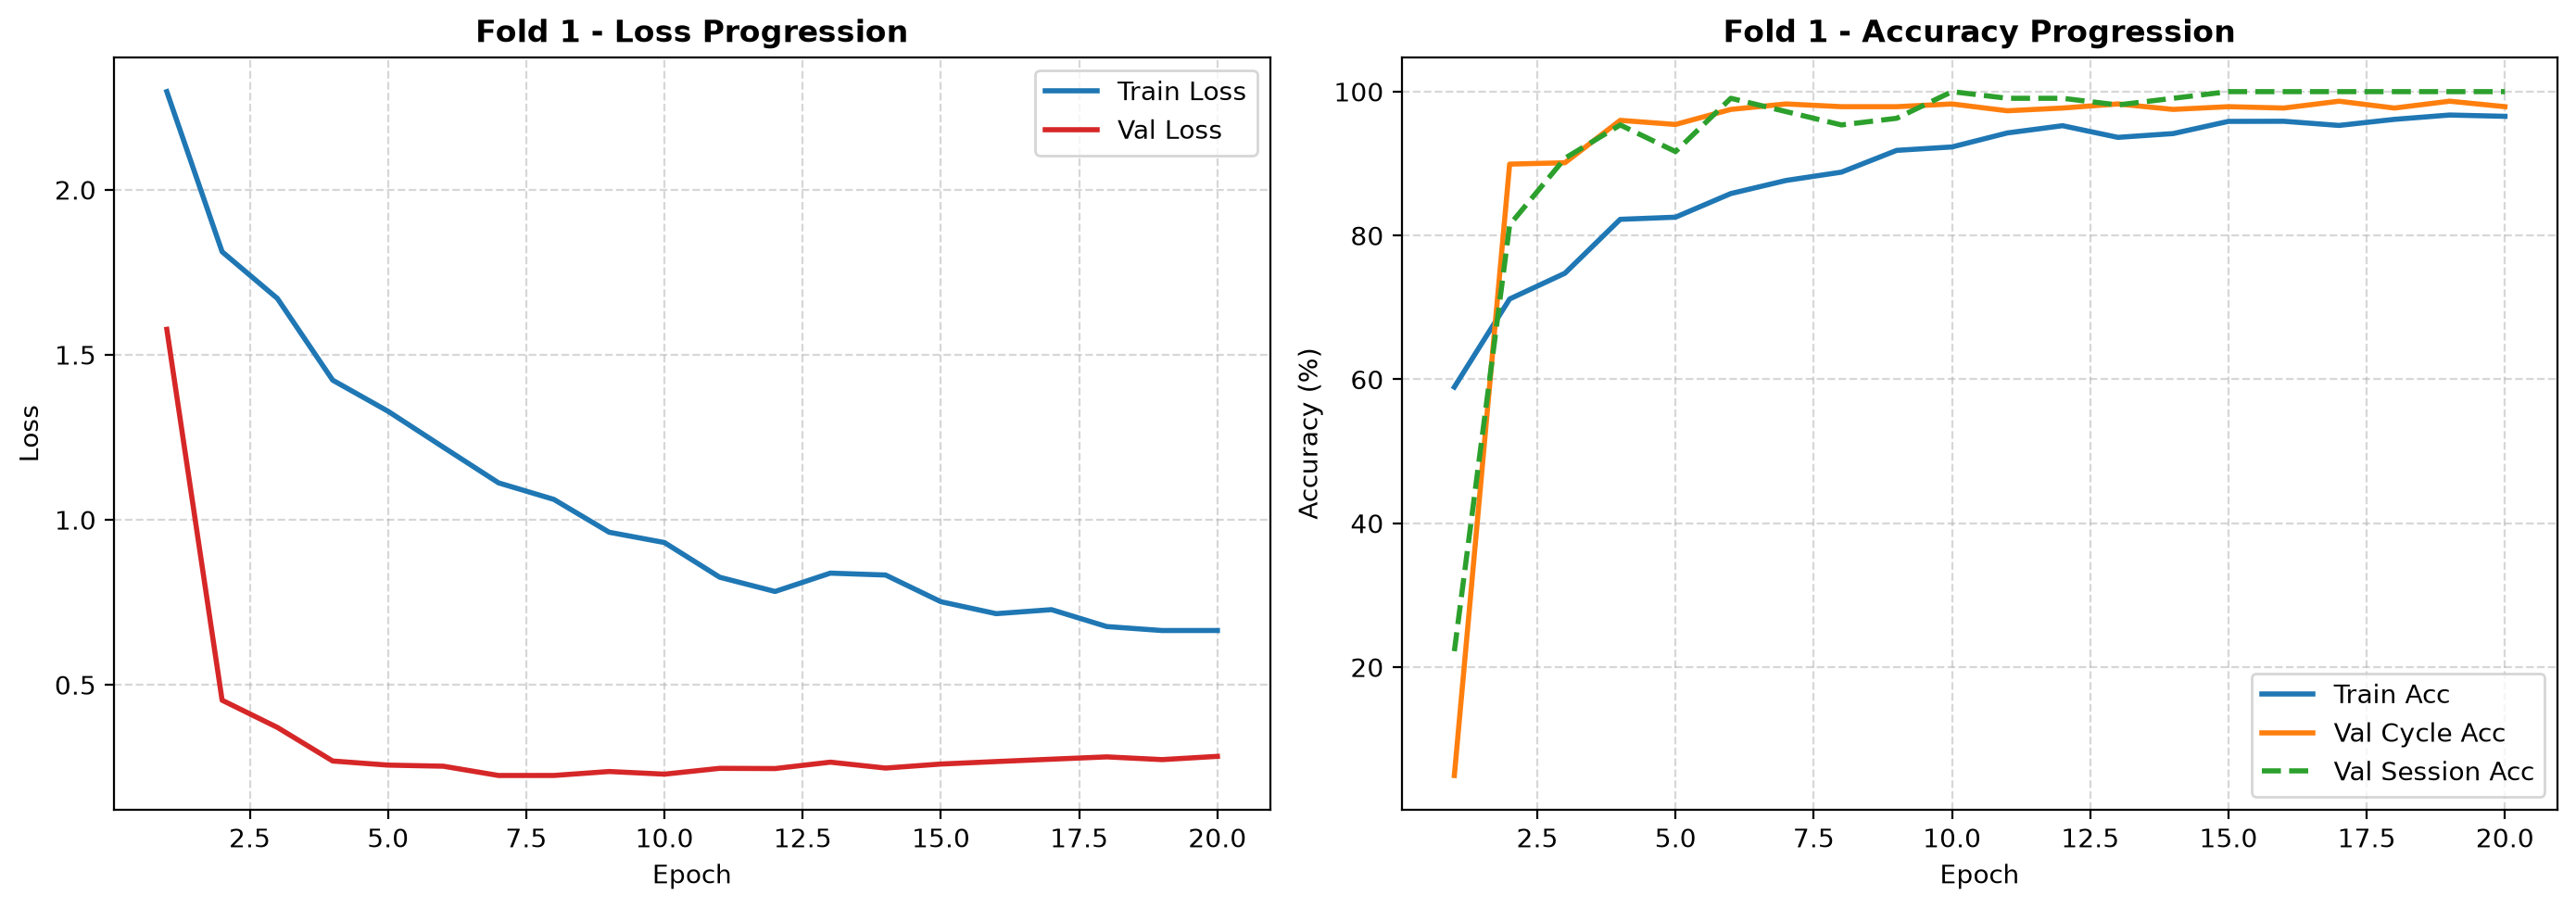 Fold 1 - Loss Progression
Train Loss
Val Loss
2.0
1.5
1.0
0.5
Loss
2.5 5.0 7.5 10.0 12.5 15.0 17.5 20.0
Epoch
Fold 1 - Accuracy Progression
100
80
60
40
20
Accuracy (%)
Train Acc
Val Cycle Acc
Val Session Acc
2.5 5.0 7.5 10.0 12.5 15.0 17.5 20.0
Epoch